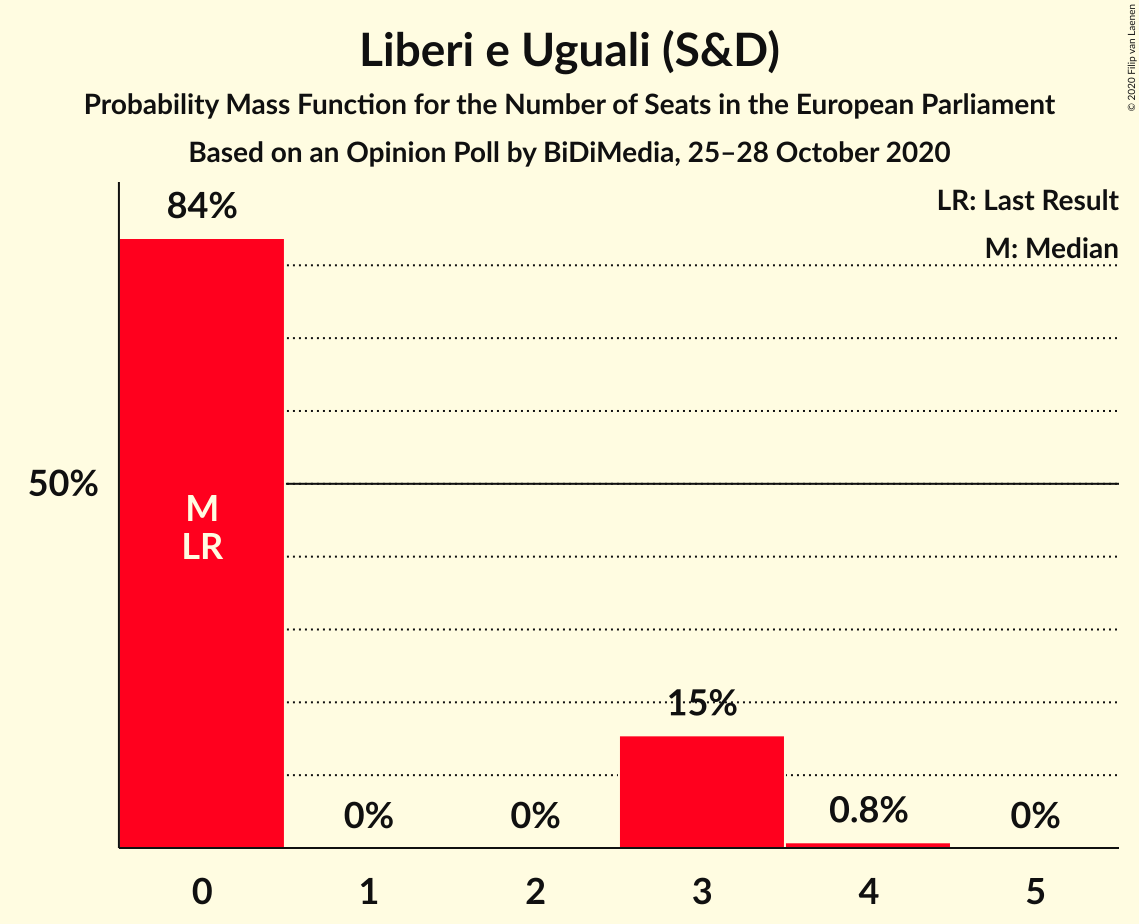 Liberi e Uguali (S&D)
Probability Mass Function for the Number of Seats in the European Parliament
Based on an Opinion Poll by BiDiMedia, 25–28 October 2020
© 2020 Filip van Laenen
LR: Last Result
M: Median
84%
50%
M
LR
0%
0%
15%
0.8%
0%
0
1
2
3
4
5